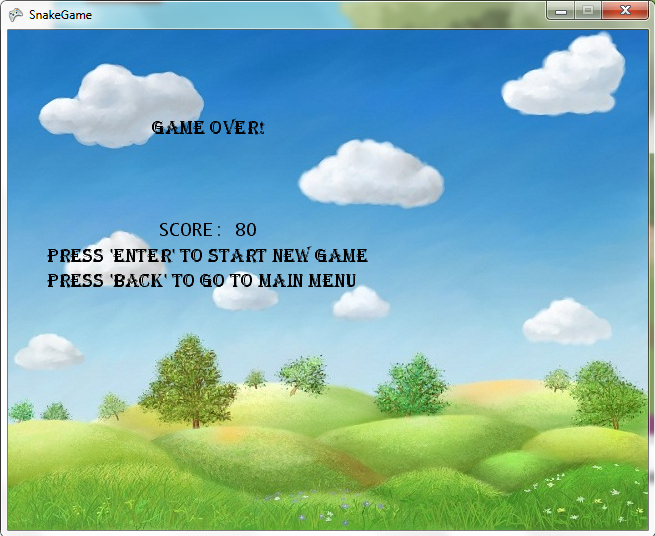 SnakeGame
GAME OVER!
SCORE: 80
PRESS 'ENTER' TO START NEW GAME
PRESS 'BACK' TO GO TO MAIN MENU